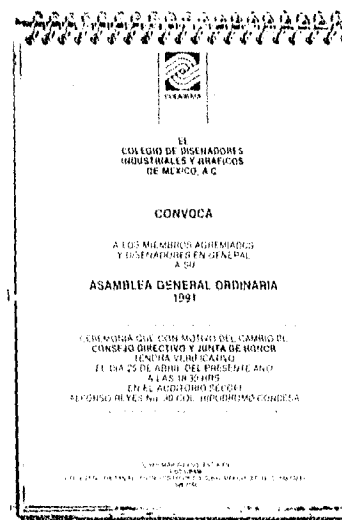 EL
COLEGIO DE DISEÑADORES
INDUSTRIALES Y GRAFICOS
DE MEXICO, A.C.
CONVOCA
A LOS MIEMBROS AGREMIADOS
Y DISEÑADORES EN GENERAL
A SU
ASAMBLEA GENERAL ORDINARIA
1991
CEREMONIA QUE CON MOTIVO DEL CAMBIO DE
CONSEJO DIRECTIVO Y JUNTA DE HONOR
TENDRA VERIFICATIVO
EL DIA 25 DE ABRIL DEL PRESENTE AÑO
A LAS 18:30 HRS
EN EL AUDITORIO
ALFONSO REYES No. 30 COL. HIPODROMO CONDESA